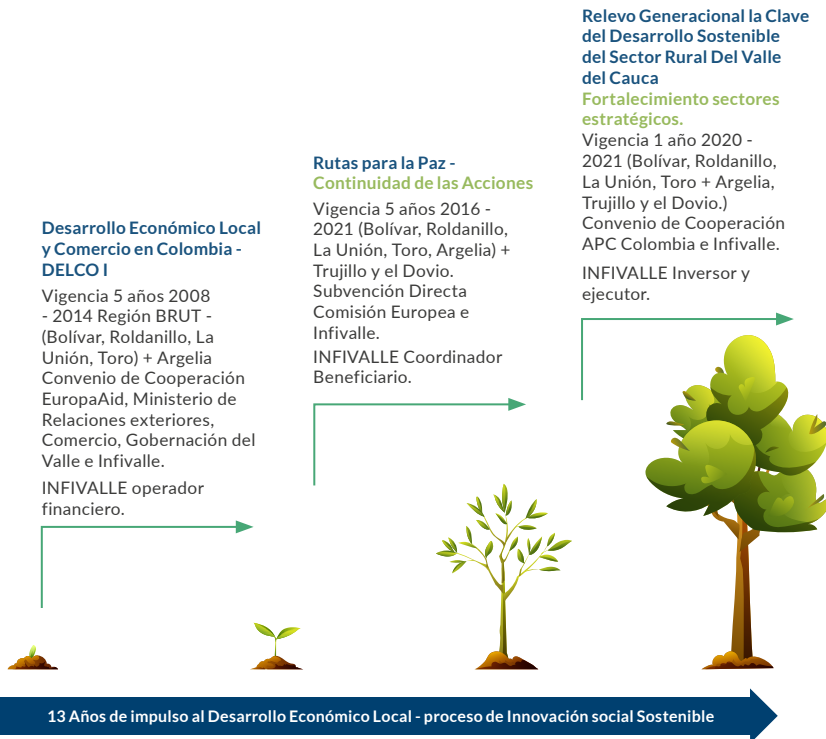 Desarrollo Económico Local
y Comercio en Colombia -
DELCO I
Vigencia 5 años 2008
- 2014 Región BRUT -
(Bolívar, Roldanillo, La
Unión, Toro) + Argelia
Convenio de Cooperación
EuropaAid, Ministerio de
Relaciones exteriores,
Comercio, Gobernación del
Valle e Infivalle.
INFIVALLE operador
financiero.
Rutas para la Paz -
Continuidad de las Acciones
Vigencia 5 años 2016 -
2021 (Bolívar, Roldanillo,
La Unión, Toro, Argelia) +
Trujillo y el Dovio.
Subvención Directa
Comisión Europea e
Infivalle.
INFIVALLE Coordinador
Beneficiario.
Relevo Generacional la Clave
del Desarrollo Sostenible
del Sector Rural Del Valle
del Cauca
Fortalecimiento sectores
estratégicos.
Vigencia 1 año 2020 -
2021 (Bolívar, Roldanillo,
La Unión, Toro + Argelia,
Trujillo y el Dovio.)
Convenio de Cooperación
APC Colombia e Infivalle.
INFIVALLE Inversor y
ejecutor.
13 Años de impulso al Desarrollo Económico Local - proceso de Innovación social Sostenible